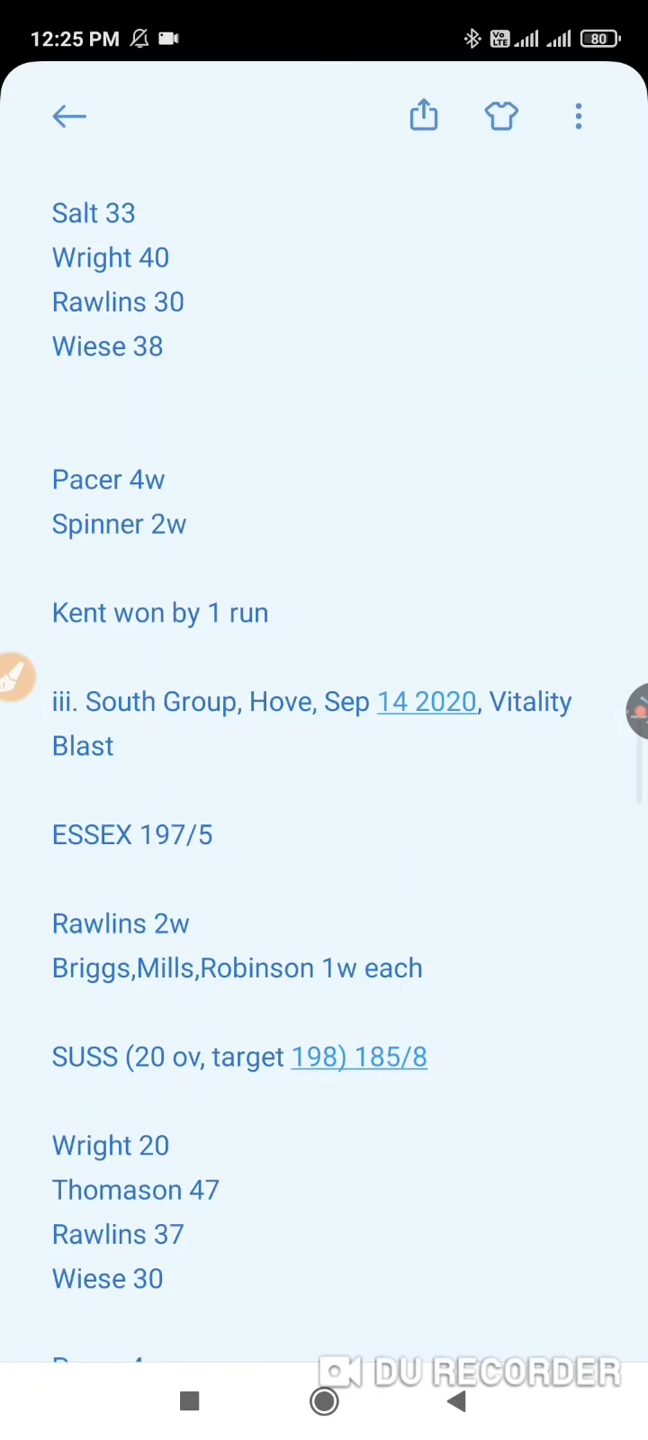 12:25 PM
Vo LTE
80
Salt 33
Wright 40
Rawlins 30
Wiese 38
Pacer 4w
Spinner 2w
Kent won by 1 run
iii. South Group, Hove, Sep 14 2020, Vitality
Blast
ESSEX 197/5
Rawlins 2w
Briggs,Mills,Robinson 1w each
SUSS (20 ov, target 198) 185/8
Wright 20
Thomason 47
Rawlins 37
Wiese 30
DU RECORDER